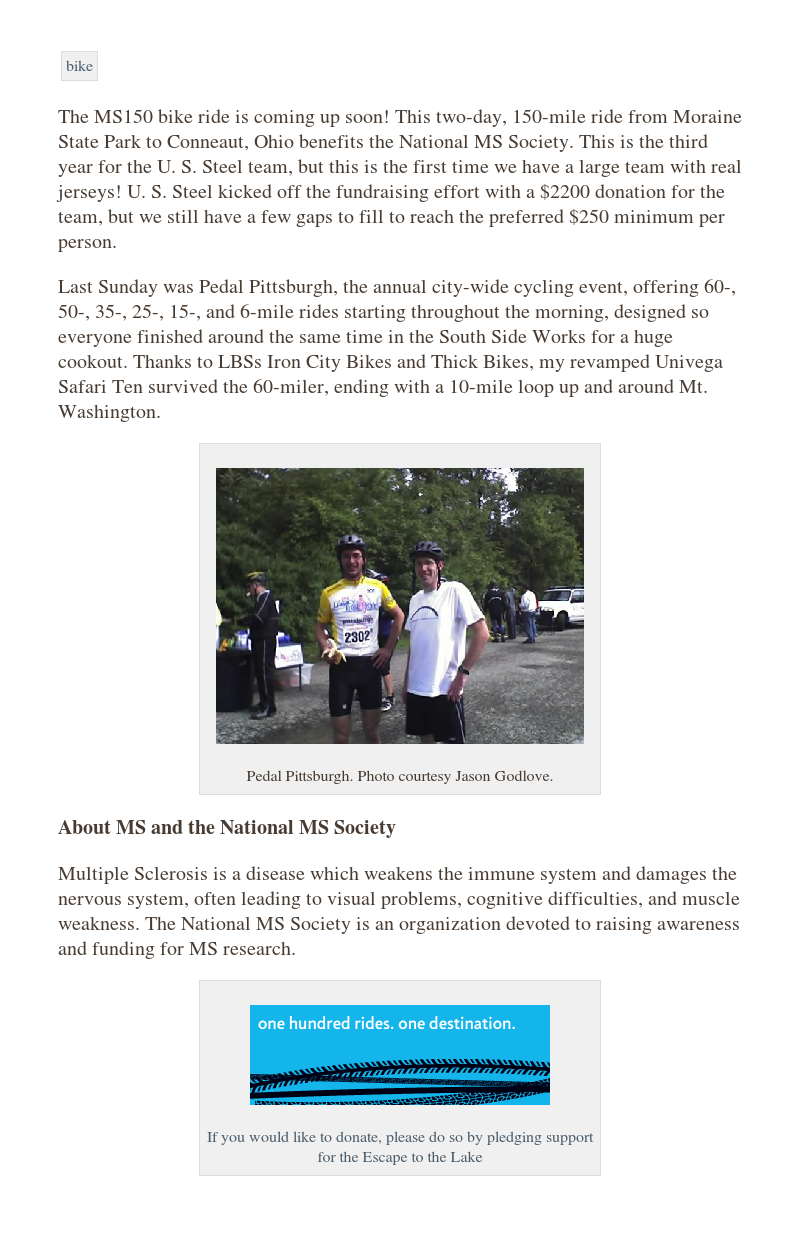 bike
The MS150 bike ride is coming up soon! This two-day, 150-mile ride from Moraine
State Park to Conneaut, Ohio benefits the National MS Society. This is the third
year for the U. S. Steel team, but this is the first time we have a large team with real
jerseys! U. S. Steel kicked off the fundraising effort with a $2200 donation for the
team, but we still have a few gaps to fill to reach the preferred $250 minimum per
person.
Last Sunday was Pedal Pittsburgh, the annual city-wide cycling event, offering 60-,
50-, 35-, 25-, 15-, and 6-mile rides starting throughout the morning, designed so
everyone finished around the same time in the South Side Works for a huge
cookout. Thanks to LBSs Iron City Bikes and Thick Bikes, my revamped Univega
Safari Ten survived the 60-miler, ending with a 10-mile loop up and around Mt.
Washington.
2302
Pedal Pittsburgh. Photo courtesy Jason Godlove.
About MS and the National MS Society
Multiple Sclerosis is a disease which weakens the immune system and damages the
nervous system, often leading to visual problems, cognitive difficulties, and muscle
weakness. The National MS Society is an organization devoted to raising awareness
and funding for MS research.
one hundred rides. one destination.
If you would like to donate, please do so by pledging support
for the Escape to the Lake